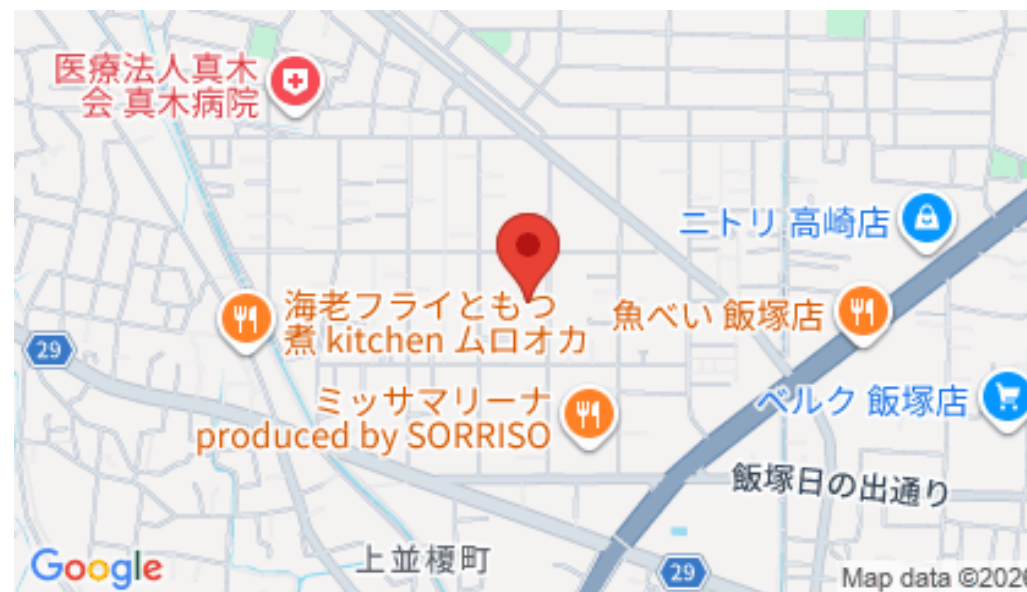 医療法人真木
会 真木病院
ニトリ 高崎店
海老フライともつ
煮 kitchen ムロオカ
魚べい 飯塚店
29
ミッサマリーナ
produced by SORRISO
ベルク 飯塚店
飯塚日の出通り
上並榎町
29
Google
Map data ©2026